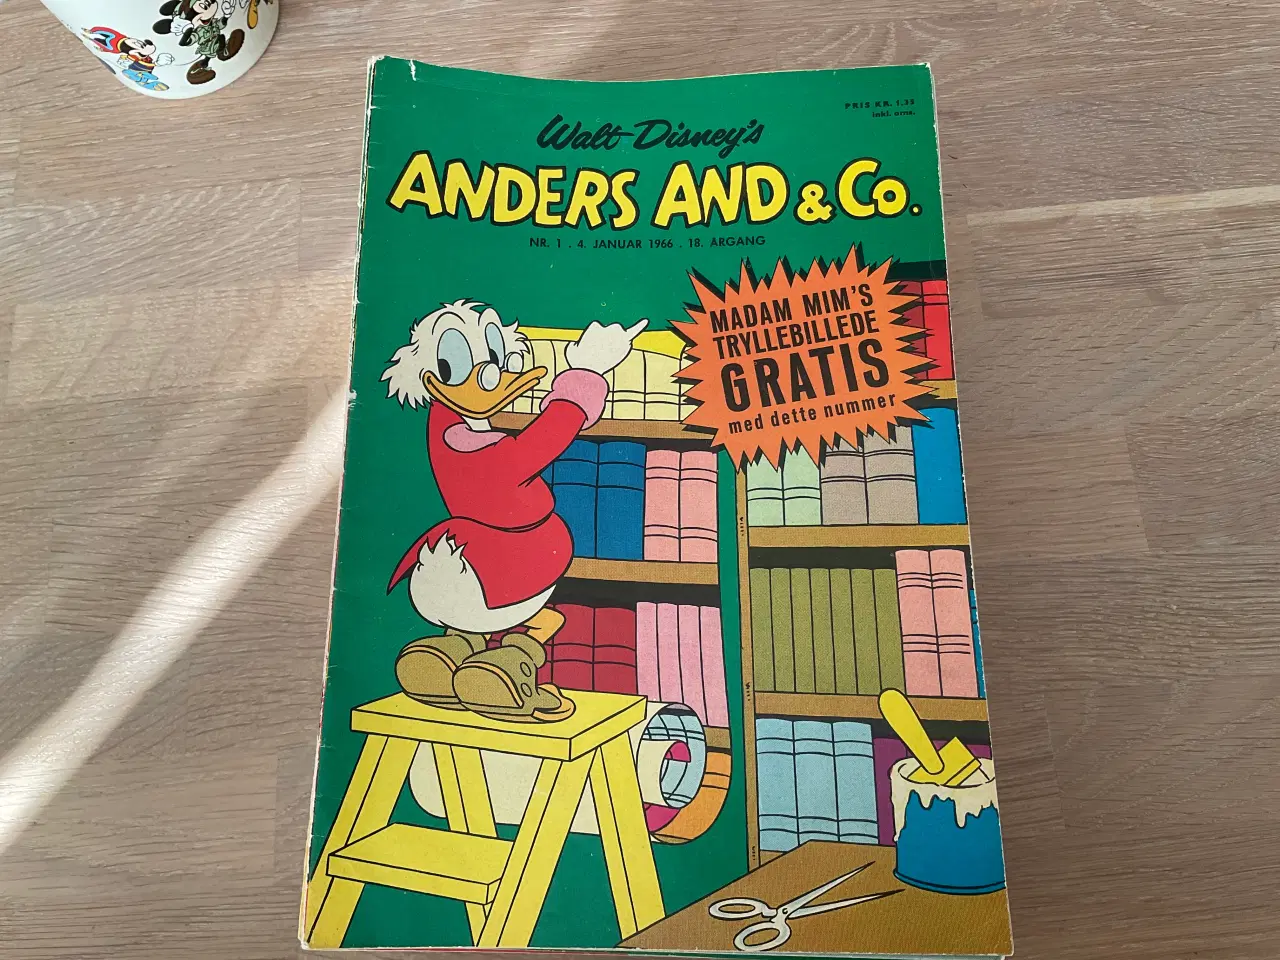 PRIS KR. 1.35
inkl. oms.
Walt Disney's
ANDERS AND & Co.
NR. 1 . 4. JANUAR 1966 . 18. ARGANG
MADAM MIM'S
TRYLLEBILLEDE
GRATIS
med dette nummer